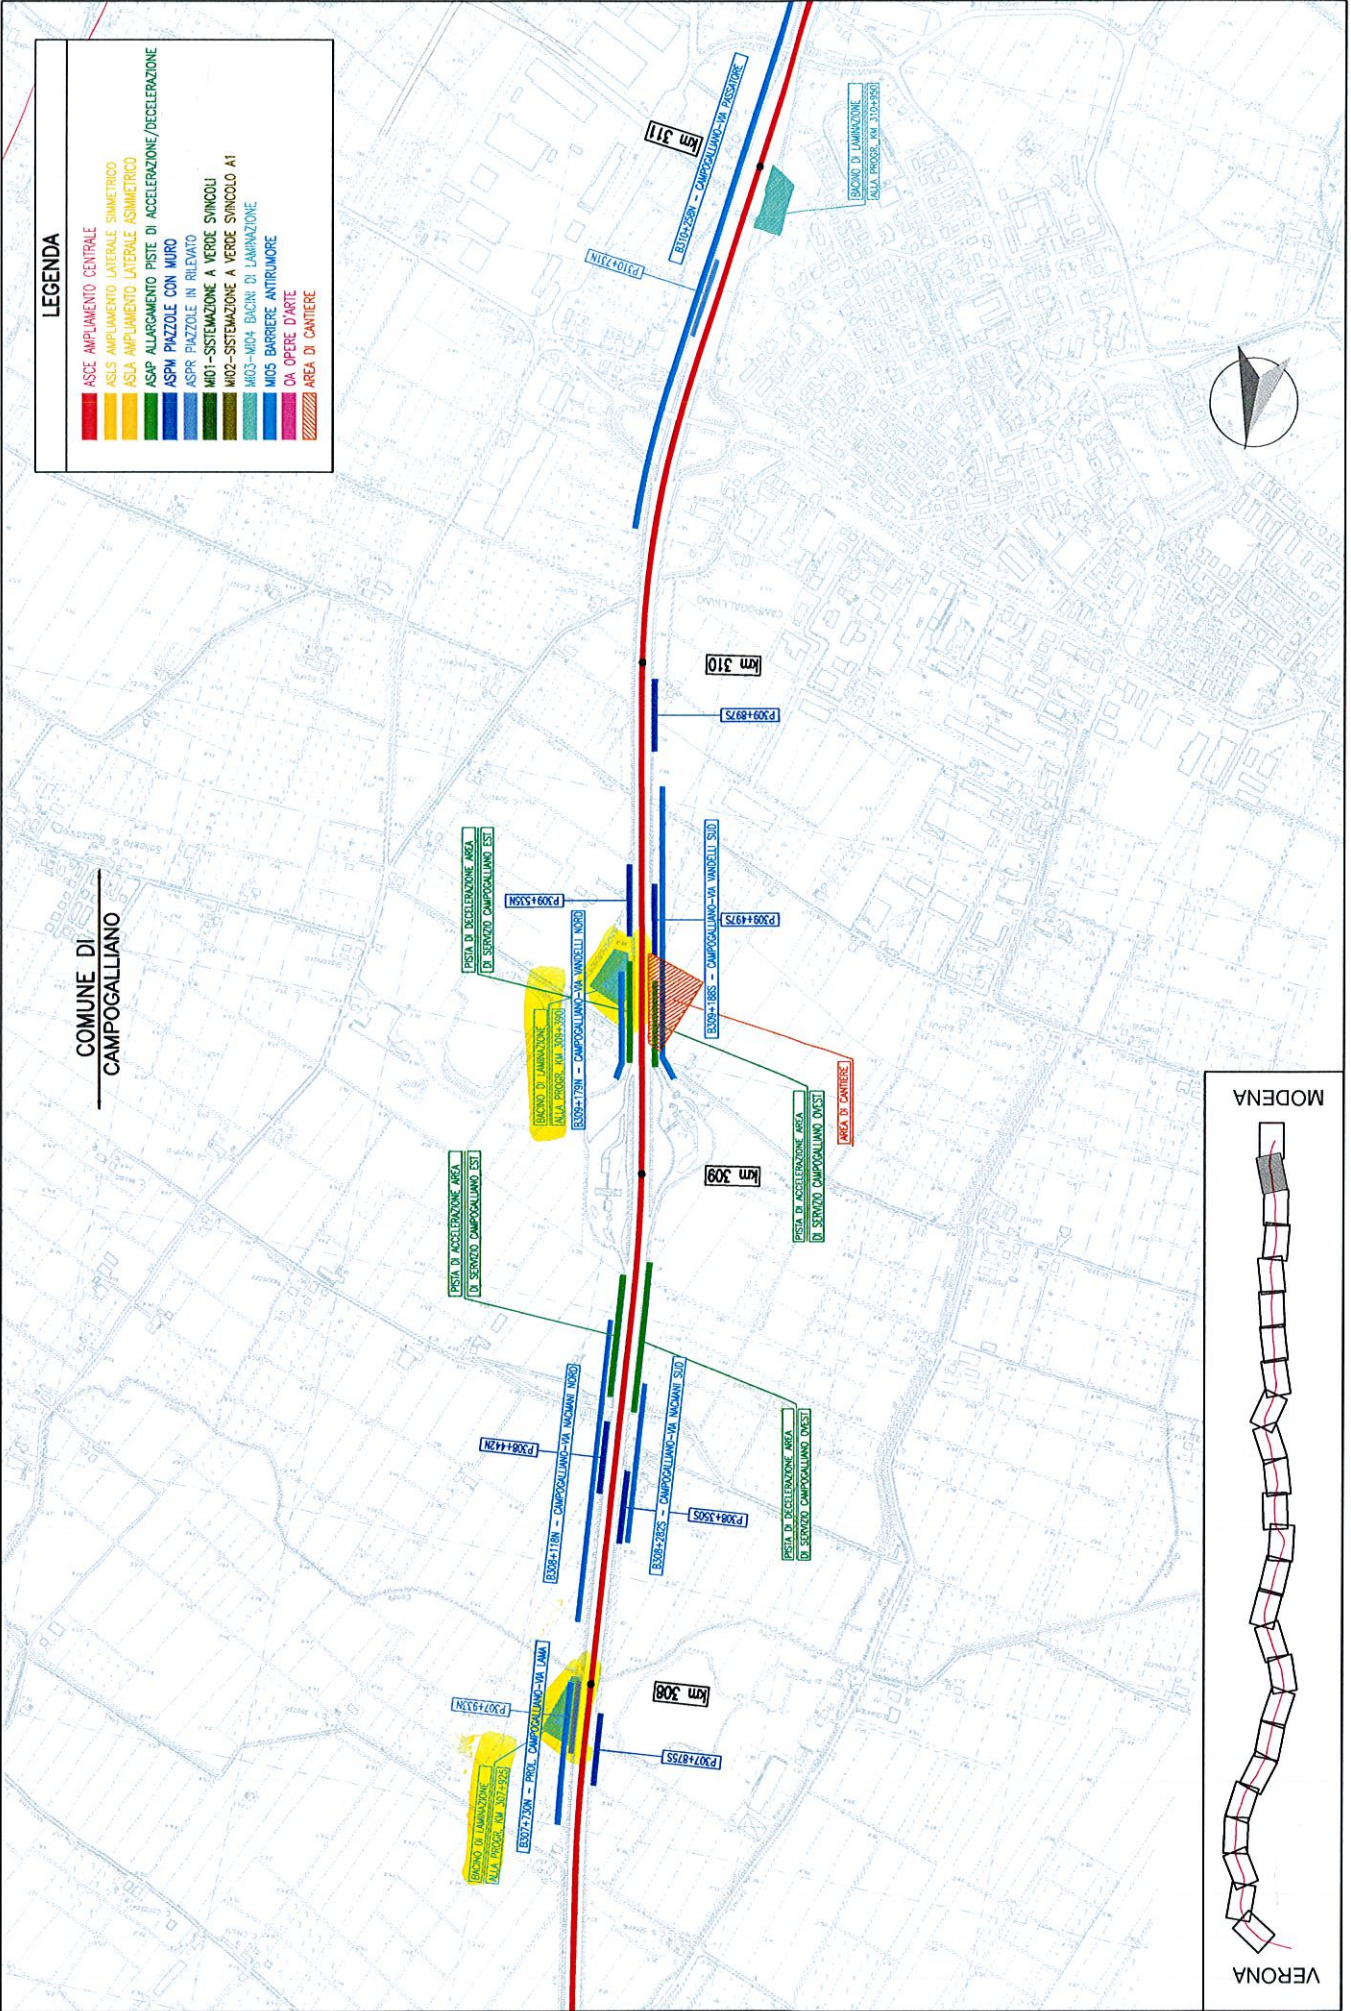 LEGENDA
ASCE AMPLIAMENTO CENTRALE
ASLS AMPLIAMENTO LATERALE SIMMETRICO
ASLA AMPLIAMENTO LATERALE ASIMMETRICO
ASAP ALLARGAMENTO PISTE DI ACCELERAZIONE/DECELERAZIONE
ASPM PIAZZOLE CON MURO
ASPR PIAZZOLE IN RILEVATO
MI01-SISTEMAZIONE A VERDE SVINCOLI
MI02-SISTEMAZIONE A VERDE SVINCOLO A1
MI03-MI04 BACINI DI LAMINAZIONE
MI05 BARRIERE ANTIRUMORE
OA OPERE D'ARTE
AREA DI CANTIERE
COMUNE DI
CAMPOGALLIANO
BACINO DI LAMINAZIONE
ALLA PROGR. KM 307+925
P307+933N
B307+730N - PROL. CAMPOGALLIANO-VIA LAMA
P307+875S
km 308
B308+118N - CAMPOGALLIANO-VIA NACMANI NORD
P308+442N
B308+282S - CAMPOGALLIANO-VIA NACMANI SUD
P308+350S
PISTA DI ACCELERAZIONE AREA
DI SERVIZIO CAMPOGALLIANO EST
PISTA DI DECELERAZIONE AREA
DI SERVIZIO CAMPOGALLIANO OVEST
km 309
PISTA DI DECELERAZIONE AREA
DI SERVIZIO CAMPOGALLIANO EST
BACINO DI LAMINAZIONE
ALLA PROGR. KM 309+390
B309+179N - CAMPOGALLIANO-VIA VANDELLI NORD
P309+535N
P309+497S
B309+188S - CAMPOGALLIANO-VIA VANDELLI SUD
PISTA DI ACCELERAZIONE AREA
DI SERVIZIO CAMPOGALLIANO OVEST
AREA DI CANTIERE
P309+897S
km 310
CAMPOGALLIANO
P310+731N
B310+258N - CAMPOGALLIANO-VIA PASSATORE
km 311
BACINO DI LAMINAZIONE
ALLA PROGR. KM 310+950
VERONA
MODENA